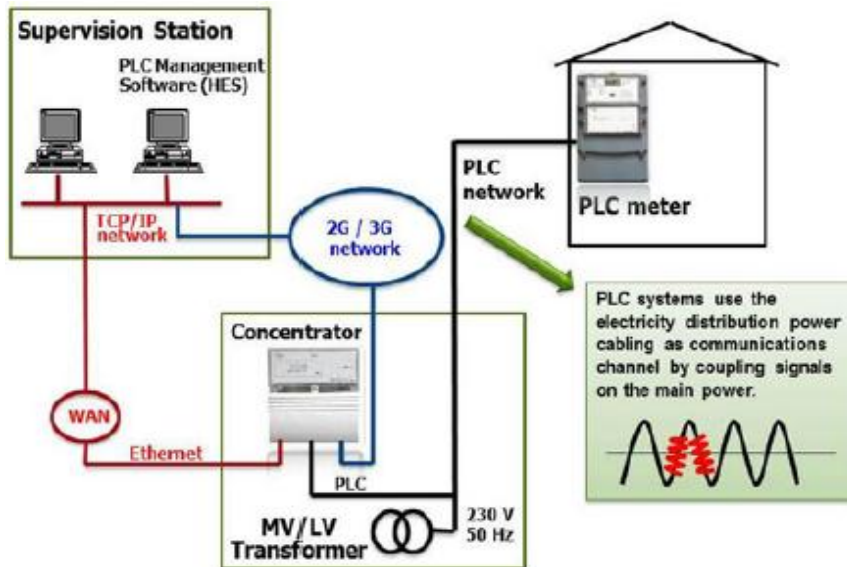 Supervision Station
PLC Management
Software (HES)
TCP/IP
network
2G / 3G
network
PLC
network
PLC meter
Concentrator
WAN
Ethernet
PLC
MV/LV
Transformer
230 V
50 Hz
PLC systems use the
electricity distribution power
cabling as communications
channel by coupling signals
on the main power.